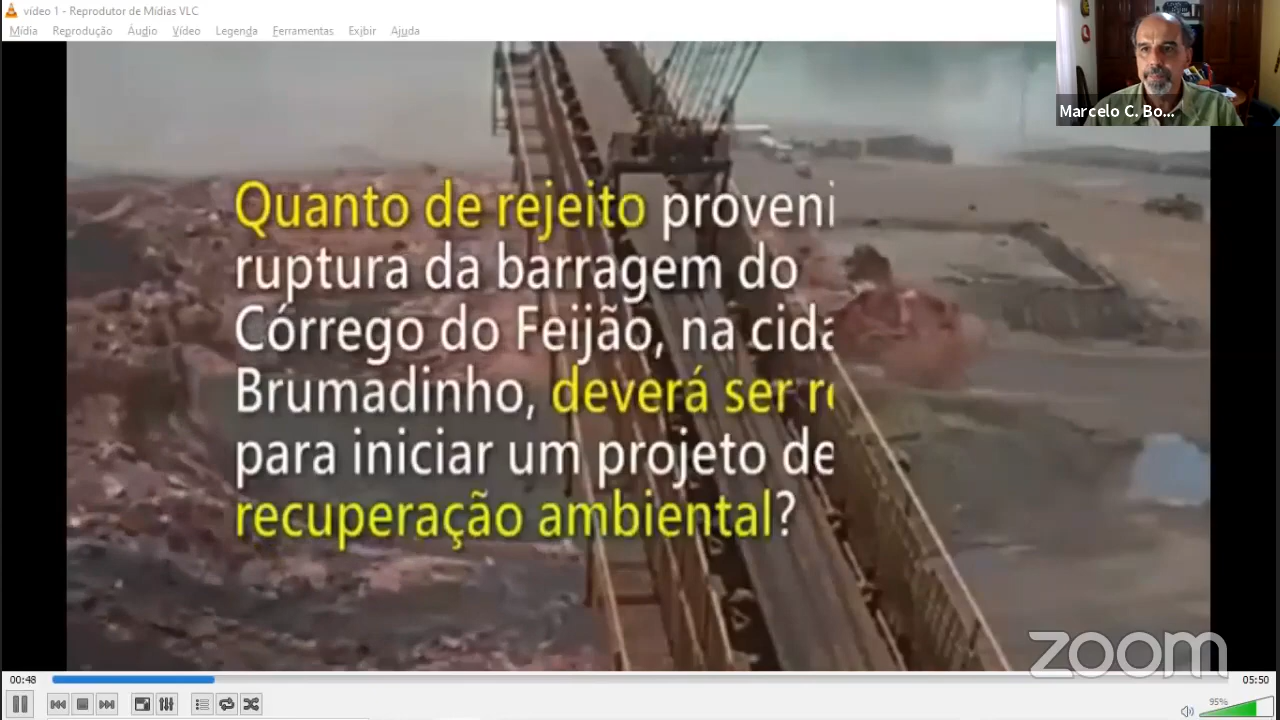 vídeo 1 - Reprodutor de Mídias VLC
Mídia Reprodução Áudio Vídeo Legenda Ferramentas Exibir Ajuda
Marcelo C. Bo...
Quanto de rejeito proveni
ruptura da barragem do
Córrego do Feijão, na cida
Brumadinho, deverá ser re
para iniciar um projeto de
recuperação ambiental?
zoom
00:48
05:50
95%